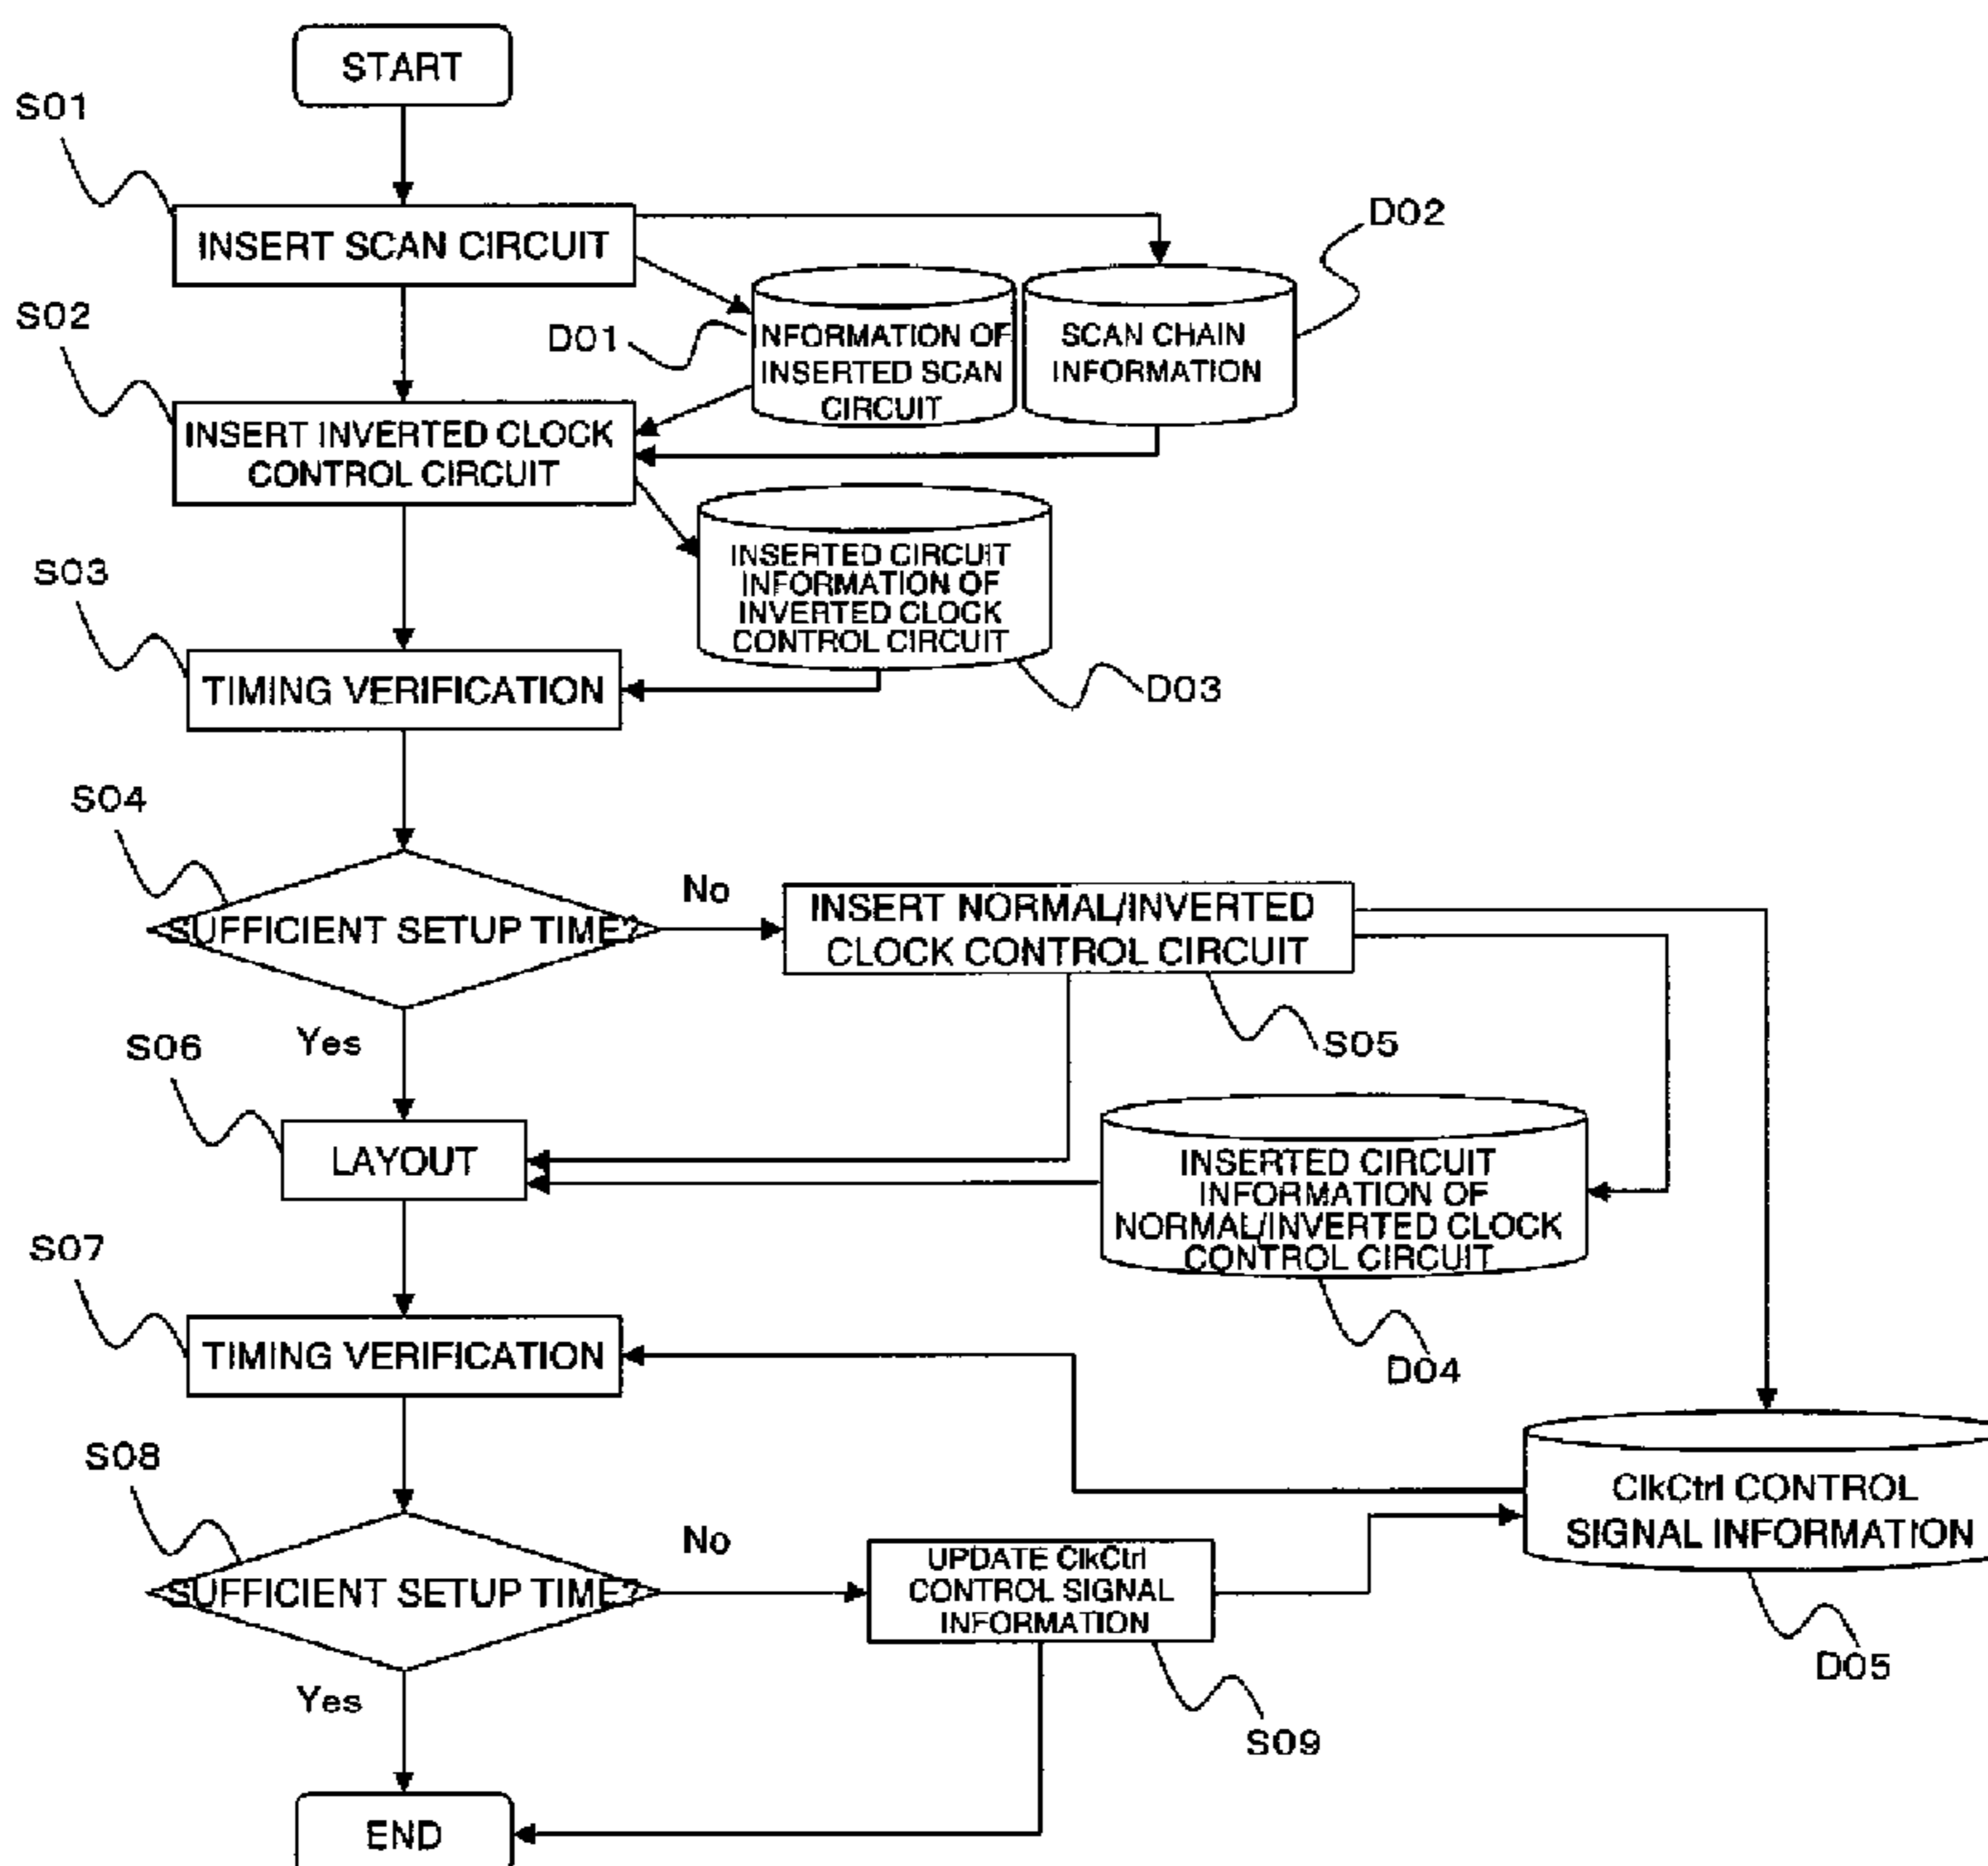 START
S01
INSERT SCAN CIRCUIT
D02
S02
D01
INFORMATION OF
INSERTED SCAN
CIRCUIT
SCAN CHAIN
INFORMATION
INSERT INVERTED CLOCK
CONTROL CIRCUIT
INSERTED CIRCUIT
INFORMATION OF
INVERTED CLOCK
CONTROL CIRCUIT
S03
TIMING VERIFICATION
D03
S04
SUFFICIENT SETUP TIME?
No
INSERT NORMAL/INVERTED
CLOCK CONTROL CIRCUIT
Yes
S05
S06
LAYOUT
INSERTED CIRCUIT
INFORMATION OF
NORMAL/INVERTED CLOCK
CONTROL CIRCUIT
S07
TIMING VERIFICATION
D04
S08
ClkCtrl CONTROL
SIGNAL INFORMATION
SUFFICIENT SETUP TIME?
No
UPDATE ClkCtrl
CONTROL SIGNAL
INFORMATION
D05
Yes
S09
END